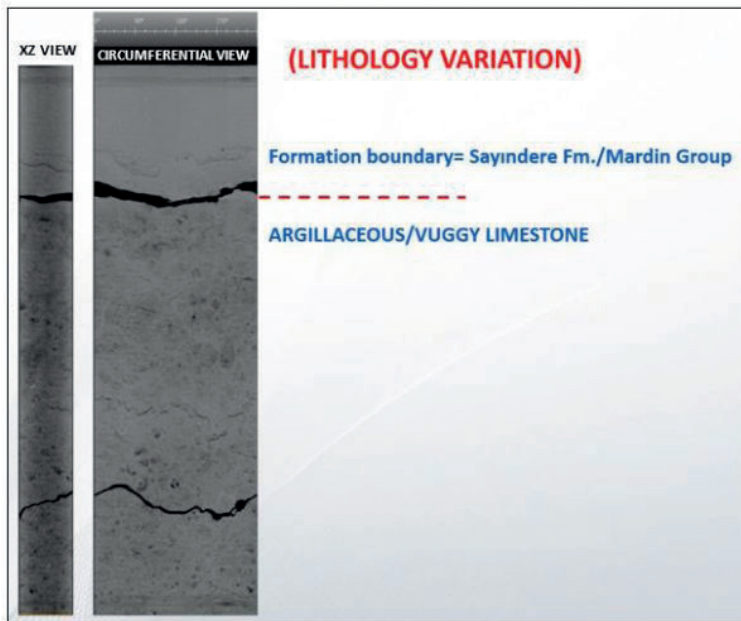 XZ VIEW
CIRCUMFERENTIAL VIEW
(LITHOLOGY VARIATION)
Formation boundary= Sayındere Fm./Mardin Group
ARGILLACEOUS/VUGGY LIMESTONE